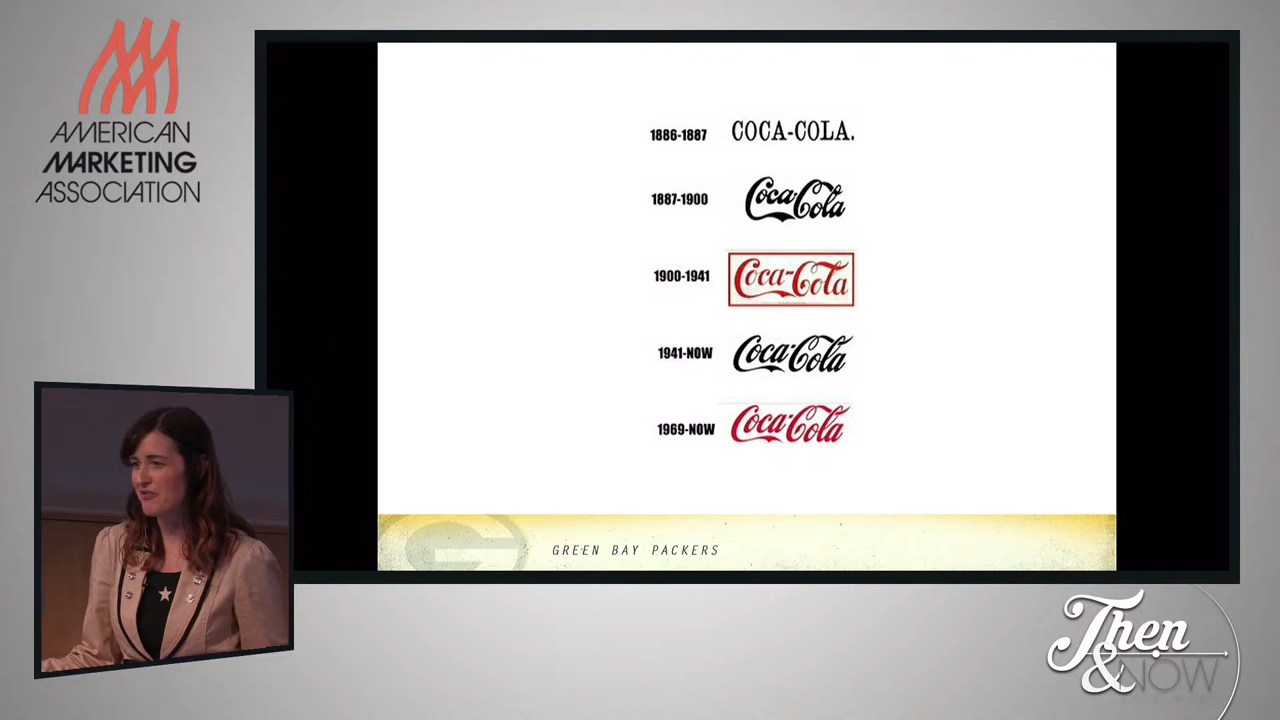 AMERICAN
MARKETING
ASSOCIATION
1886-1887 COCA-COLA.
1887-1900 Coca-Cola
1900-1941 Coca-Cola
1941-NOW Coca-Cola
1969-NOW Coca-Cola
GREEN BAY PACKERS
Then
&NOW